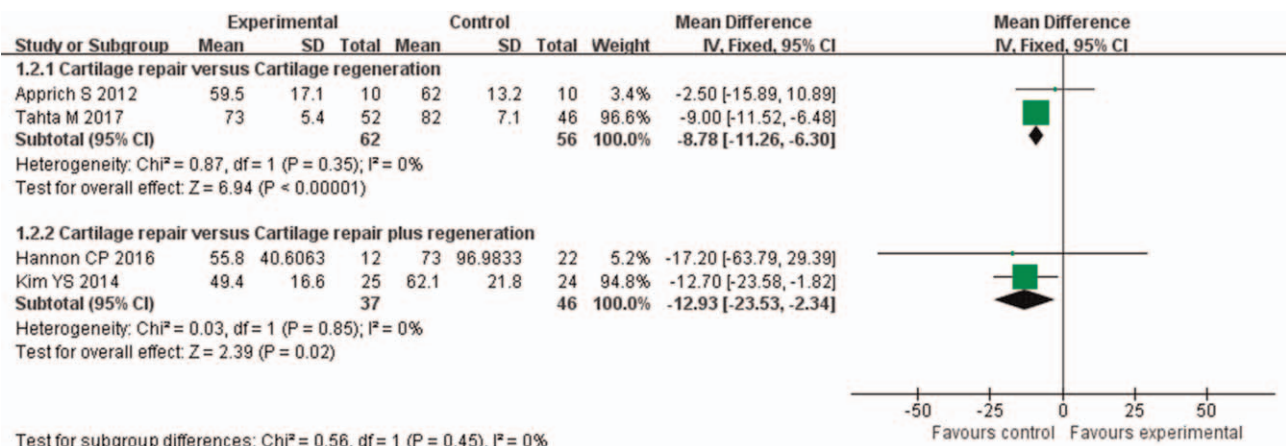 Experimental Control Mean Difference Mean Difference
Study or Subgroup Mean SD Total Mean SD Total Weight IV, Fixed, 95% CI IV, Fixed, 95% CI
1.2.1 Cartilage repair versus Cartilage regeneration
Apprich S 2012 59.5 17.1 10 62 13.2 10 3.4% -2.50 [-15.89, 10.89]
Tahta M 2017 73 5.4 52 82 7.1 46 96.6% -9.00 [-11.52, -6.48]
Subtotal (95% CI) 62 56 100.0% -8.78 [-11.26, -6.30]
Heterogeneity: Chi² = 0.87, df = 1 (P = 0.35); I² = 0%
Test for overall effect: Z = 6.94 (P < 0.00001)
1.2.2 Cartilage repair versus Cartilage repair plus regeneration
Hannon CP 2016 55.8 40.6063 12 73 96.9833 22 5.2% -17.20 [-63.79, 29.39]
Kim YS 2014 49.4 16.6 25 62.1 21.8 24 94.8% -12.70 [-23.58, -1.82]
Subtotal (95% CI) 37 46 100.0% -12.93 [-23.53, -2.34]
Heterogeneity: Chi² = 0.03, df = 1 (P = 0.85); I² = 0%
Test for overall effect: Z = 2.39 (P = 0.02)
-50 -25 0 25 50
Favours control Favours experimental
Test for subgroup differences: Chi² = 0.56, df = 1 (P = 0.45), I² = 0%